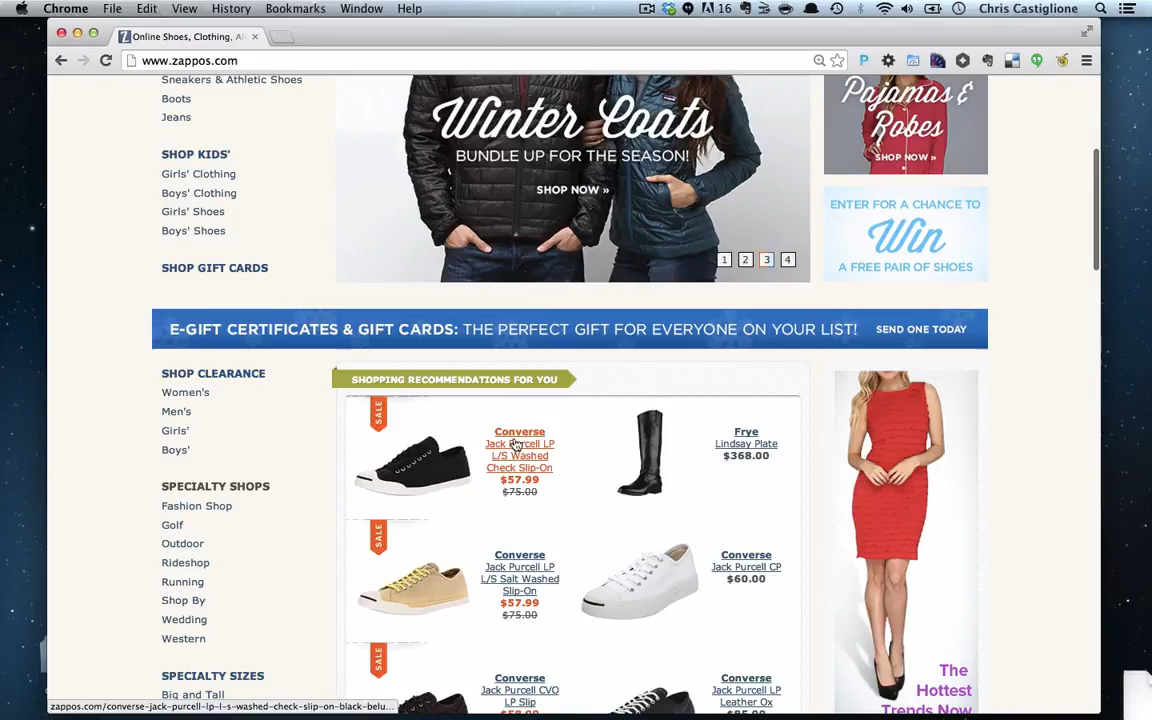 Chrome File Edit View History Bookmarks Window Help 16 Chris Castiglione
Online Shoes, Clothing, A
www.zappos.com
Sneakers & Athletic Shoes
Boots
Jeans
SHOP KIDS'
Girls' Clothing
Boys' Clothing
Girls' Shoes
Boys' Shoes
SHOP GIFT CARDS
Winter Coats
BUNDLE UP FOR THE SEASON!
SHOP NOW »
1 2 3 4
Pajamas &
Robes
SHOP NOW »
ENTER FOR A CHANCE TO
Win
A FREE PAIR OF SHOES
E-GIFT CERTIFICATES & GIFT CARDS: THE PERFECT GIFT FOR EVERYONE ON YOUR LIST! SEND ONE TODAY
SHOP CLEARANCE
Women's
Men's
Girls'
Boys'
SPECIALTY SHOPS
Fashion Shop
Golf
Outdoor
Rideshop
Running
Shop By
Wedding
Western
SPECIALTY SIZES
Big and Tall
SHOPPING RECOMMENDATIONS FOR YOU
SALE
Converse
Jack Purcell LP
L/S Washed
Check Slip-On
$57.99
$75.00
Frye
Lindsay Plate
$368.00
SALE
Converse
Jack Purcell LP
L/S Salt Washed
Slip-On
$57.99
$75.00
Converse
Jack Purcell CP
$60.00
SALE
Converse
Jack Purcell CVO
LP Slip
Converse
Jack Purcell LP
Leather Ox
$85.00
The
Hottest
Trends Now
zappos.com/converse-jack-purcell-lp-l-s-washed-check-slip-on-black-belu...